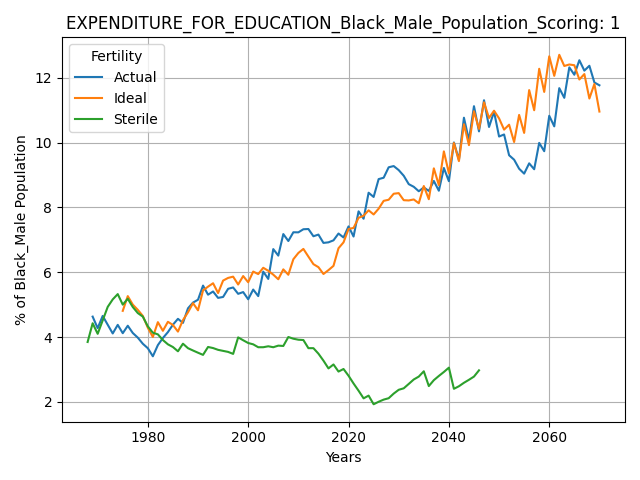 EXPENDITURE_FOR_EDUCATION_Black_Male_Population_Scoring: 1
Fertility
Actual
Ideal
Sterile
% of Black_Male Population
12
10
8
6
4
2
1980
2000
2020
2040
2060
Years